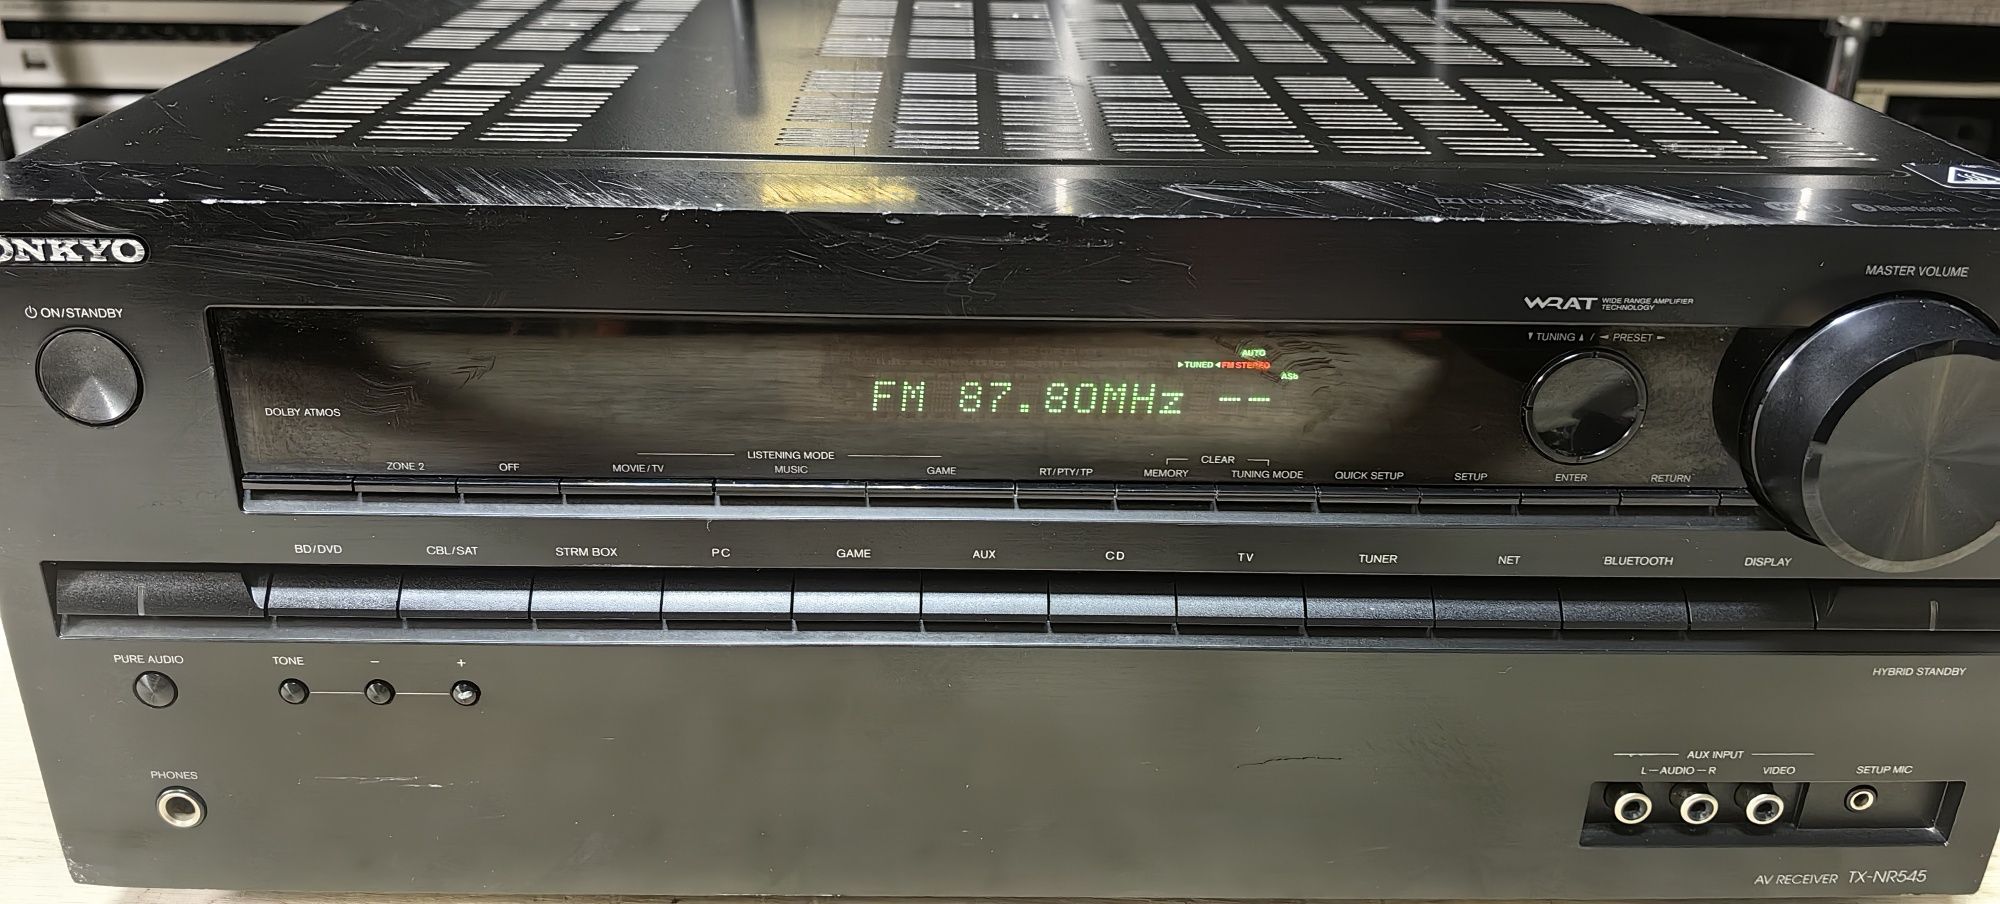 DOLBY
Bluetooth
ONKYO
MASTER VOLUME
ON/STANDBY
WRAT WIDE RANGE AMPLIFIER TECHNOLOGY
TUNING / PRESET
AUTO
TUNED FM STEREO
ASb
FM 87.80MHz --
DOLBY ATMOS
LISTENING MODE
CLEAR
ZONE 2 OFF MOVIE/TV MUSIC GAME RT/PTY/TP MEMORY TUNING MODE QUICK SETUP SETUP ENTER RETURN
BD/DVD CBL/SAT STRM BOX PC GAME AUX CD TV TUNER NET BLUETOOTH DISPLAY
PURE AUDIO TONE - +
HYBRID STANDBY
AUX INPUT
L-AUDIO-R VIDEO SETUP MIC
PHONES
AV RECEIVER TX-NR545